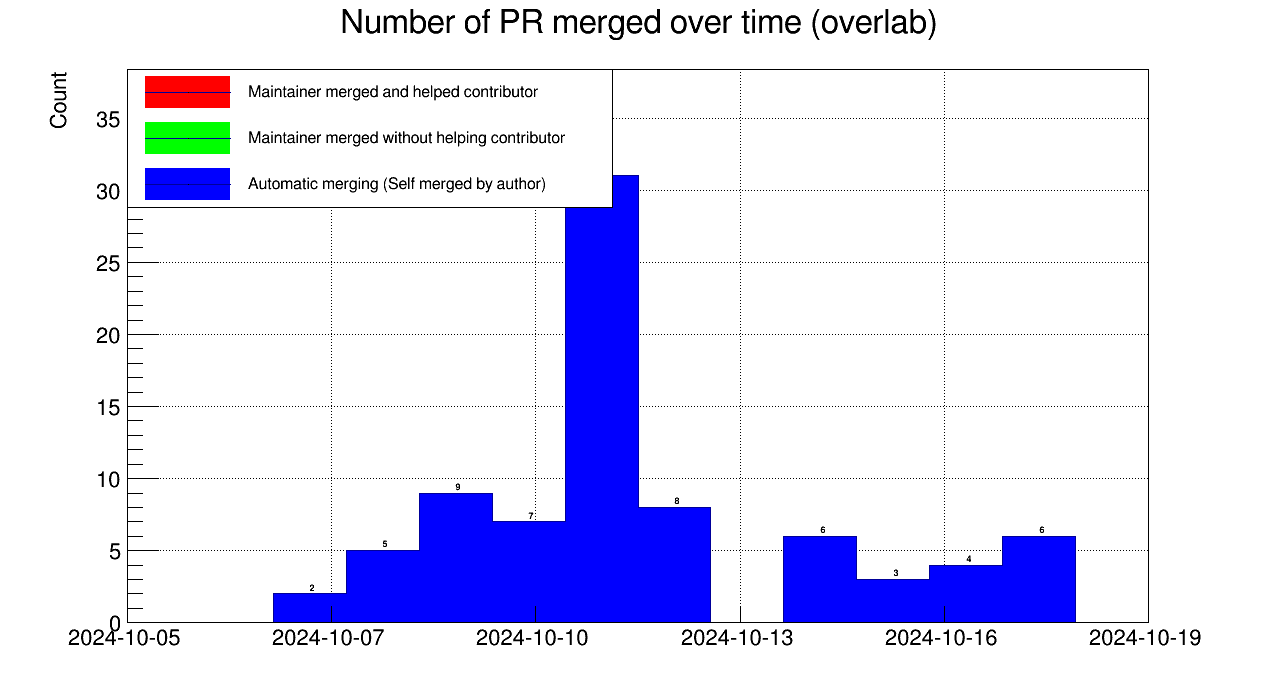 Number of PR merged over time (overlab)
Count
Maintainer merged and helped contributor
Maintainer merged without helping contributor
Automatic merging (Self merged by author)
35
30
25
20
15
10
5
0
2
5
9
7
8
6
3
4
6
2024-10-05 2024-10-07 2024-10-10 2024-10-13 2024-10-16 2024-10-19